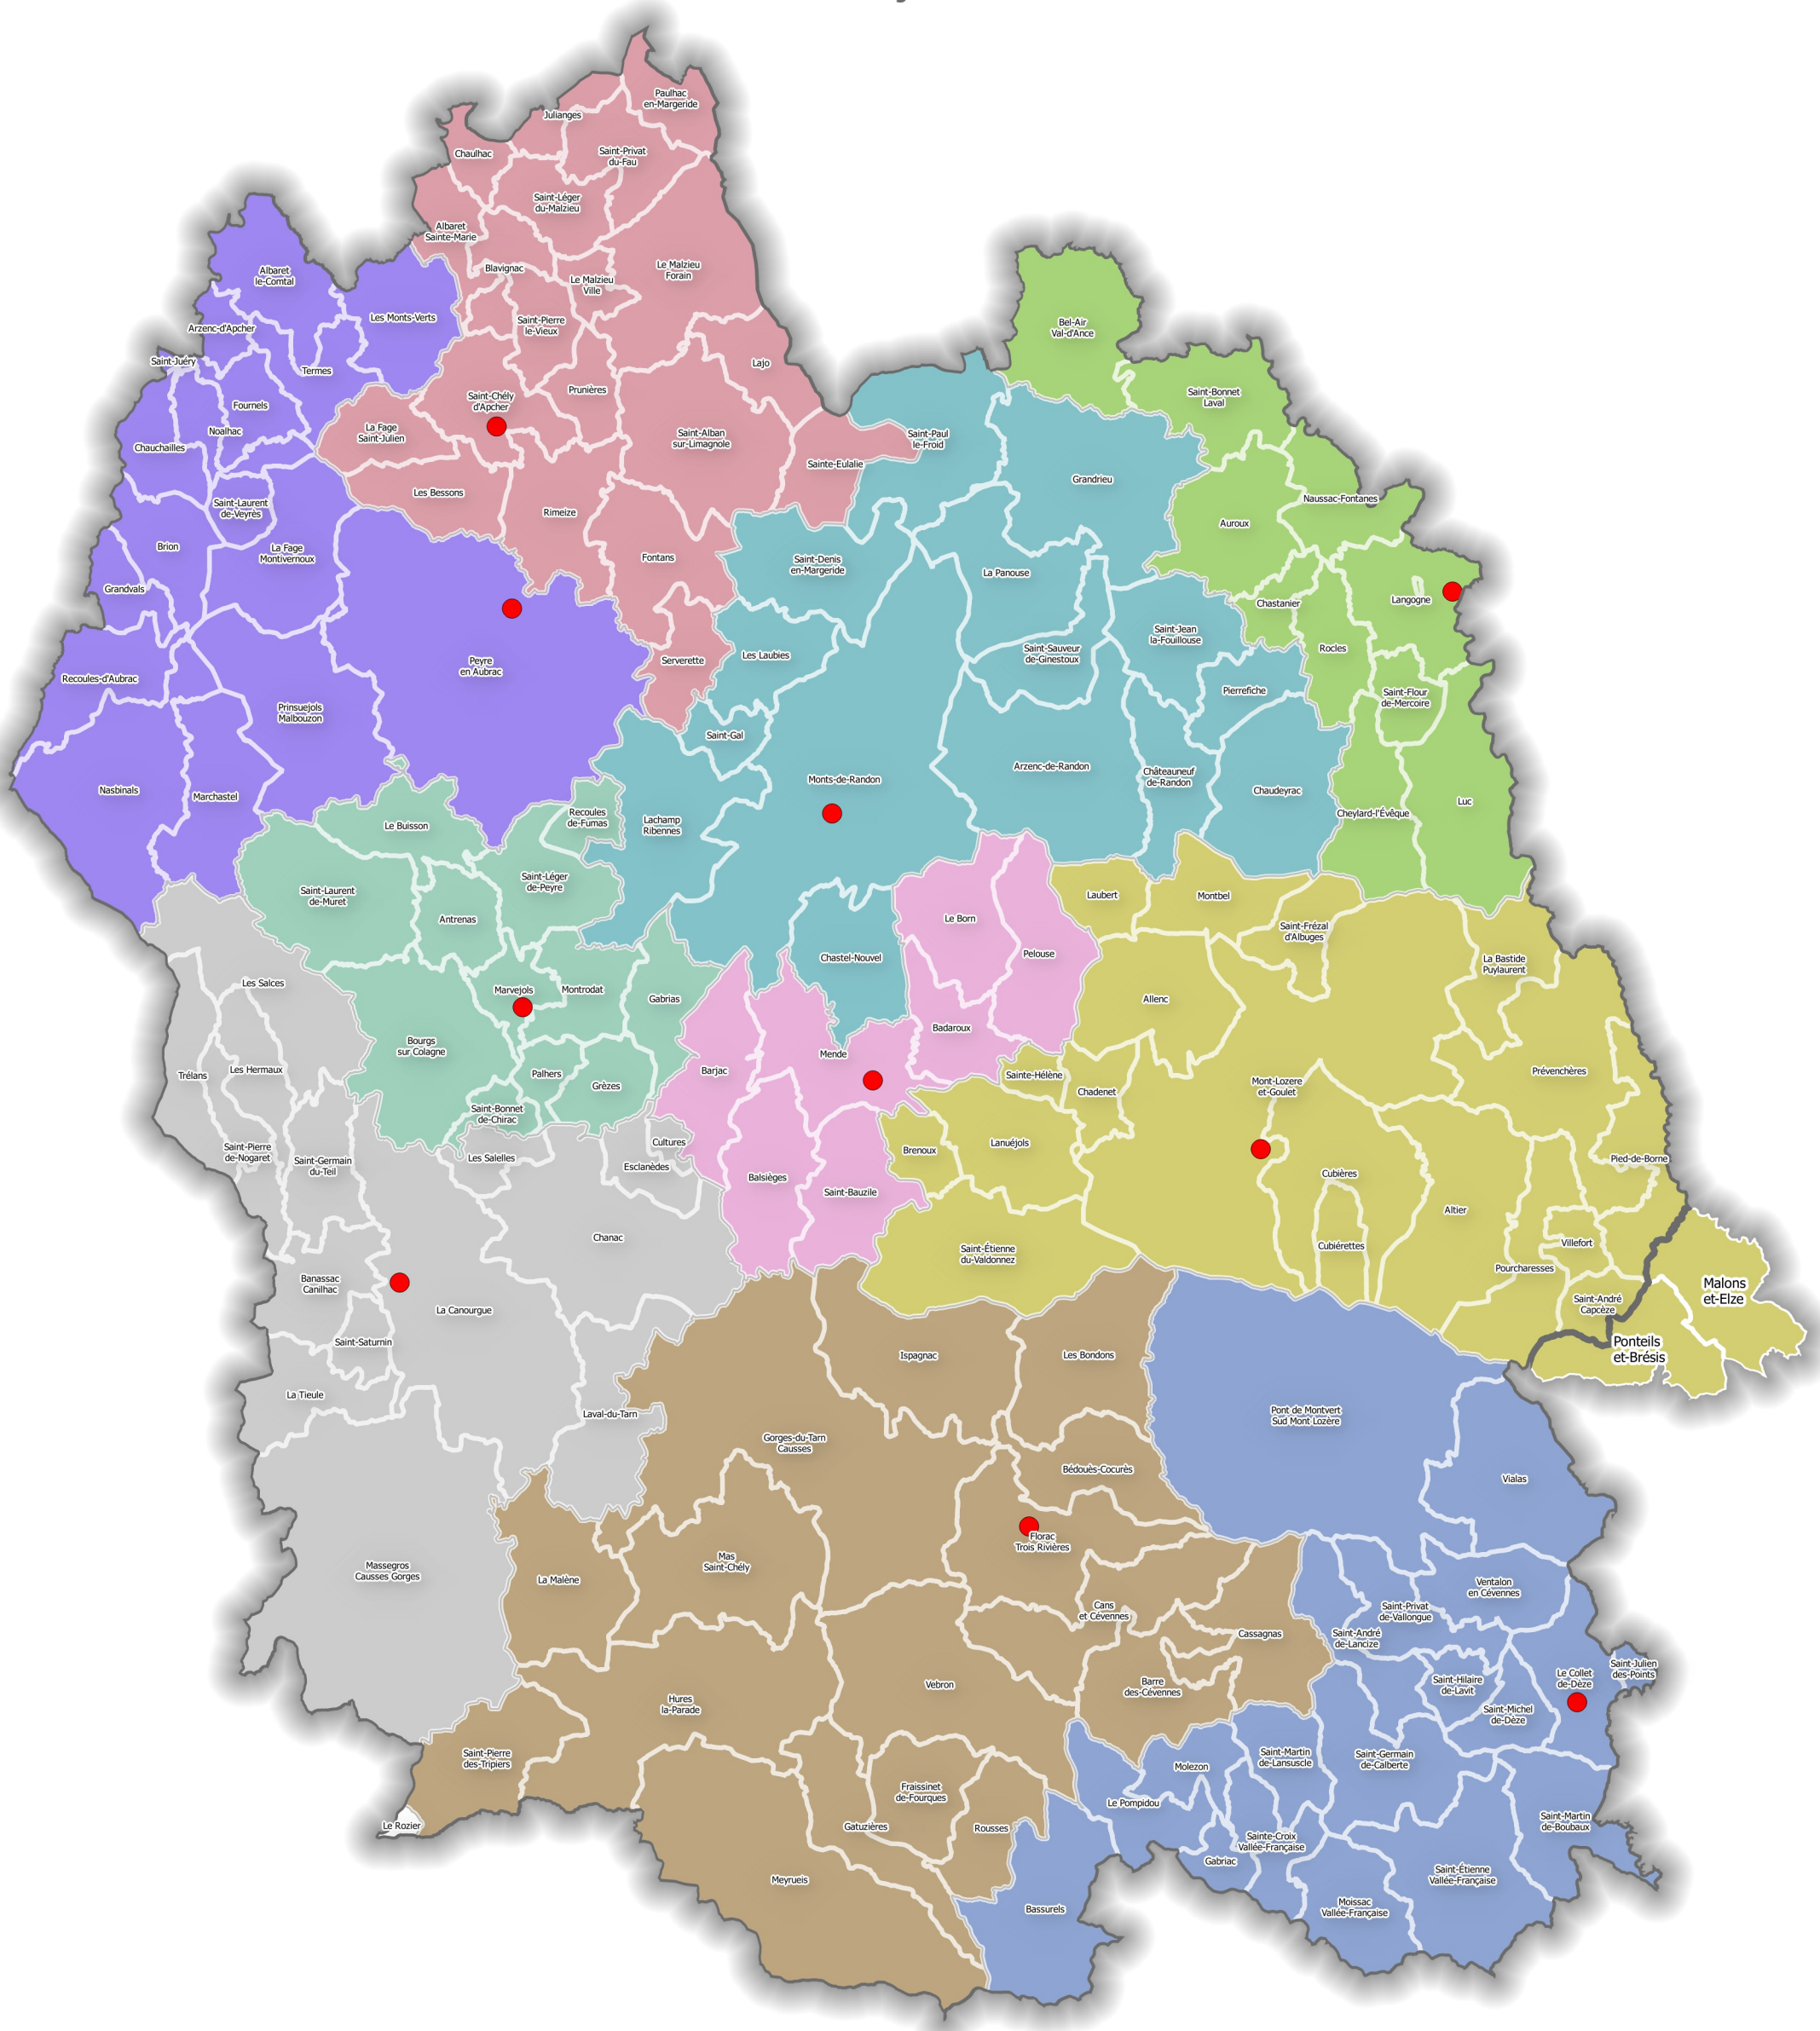 Paulhac
en-Margeride
Julianges
Chaulhac
Saint-Privat
du-Fau
Saint-Léger
du-Malzieu
Albaret
Sainte-Marie
Blavignac
Le Malzieu
Forain
Le Malzieu
Ville
Albaret
le-Comtal
Les Monts-Verts
Arzenc-d'Apcher
Saint-Pierre
le-Vieux
Bel-Air
Val-d'Ance
Saint-Juéry
Termes
Lajo
Prunières
Saint-Chély
d'Apcher
Saint-Bonnet
Laval
Fournels
Noalhac
La Fage
Saint-Julien
Saint-Alban
sur-Limagnole
Saint-Paul
le-Froid
Chauchailles
Sainte-Eulalie
Grandrieu
Les Bessons
Naussac-Fontanes
Saint-Laurent
de-Veyrès
Rimeize
Auroux
Brion
La Fage
Montivernoux
Fontans
Saint-Denis
en-Margeride
La Panouse
Grandvals
Chastanier
Langogne
Saint-Jean
la-Fouillouse
Rocles
Les Laubies
Saint-Sauveur
de-Ginestoux
Serverette
Peyre
en Aubrac
Recoules-d'Aubrac
Pierrefiche
Saint-Flour
de-Mercoire
Prinsuejols
Malbouzon
Saint-Gal
Monts-de-Randon
Arzenc-de-Randon
Châteauneuf
de-Randon
Chaudeyrac
Nasbinals
Marchastel
Luc
Cheylard-l'Évêque
Recoules
de-Fumas
Le Buisson
Lachamp
Ribennes
Saint-Léger
de-Peyre
Saint-Laurent
de-Muret
Antrenas
Laubert
Montbel
Le Born
Saint-Frézal
d'Albuges
Pelouse
Chastel-Nouvel
La Bastide
Puylaurent
Les Salces
Marvejols
Montrodat
Gabrias
Allenc
Badaroux
Bourgs
sur Colagne
Mende
Barjac
Trélans
Les Hermaux
Palhers
Grèzes
Sainte-Hélène
Chadenet
Mont-Lozere
et-Goulet
Prévenchères
Saint-Bonnet
de-Chirac
Cultures
Saint-Pierre
de-Nogaret
Saint-Germain
du-Teil
Les Salelles
Esclanèdes
Brenoux
Lanuéjols
Pied-de-Borne
Balsièges
Saint-Bauzile
Cubières
Altier
Chanac
Saint-Étienne
du-Valdonnez
Cubiérettes
Villefort
Pourcharesses
Banassac
Canilhac
La Canourgue
Malons
et-Elze
Saint-André
Capcèze
Saint-Saturnin
Ponteils
et-Brésis
Ispagnac
Les Bondons
La Tieule
Laval-du-Tarn
Pont de Montvert
Sud Mont Lozère
Gorges-du-Tarn
Causses
Bédouès-Cocurès
Vialas
Florac
Trois Rivières
Massegros
Causses Gorges
Mas
Saint-Chély
La Malène
Ventalon
en Cévennes
Cans
et Cévennes
Saint-Privat
de-Vallongue
Cassagnas
Saint-André
de-Lancize
Saint-Julien
des-Points
Le Collet
de-Dèze
Saint-Hilaire
de-Lavit
Barre
des-Cévennes
Vebron
Hures
la-Parade
Saint-Michel
de-Dèze
Saint-Pierre
des-Tripiers
Saint-Martin
de-Lansuscle
Saint-Germain
de-Calberte
Molezon
Fraissinet
de-Fourques
Le Pompidou
Saint-Martin
de-Boubaux
Le Rozier
Gatuzières
Rousses
Sainte-Croix
Vallée-Française
Gabriac
Saint-Étienne
Vallée-Française
Meyrueis
Bassurels
Moissac
Vallée-Française